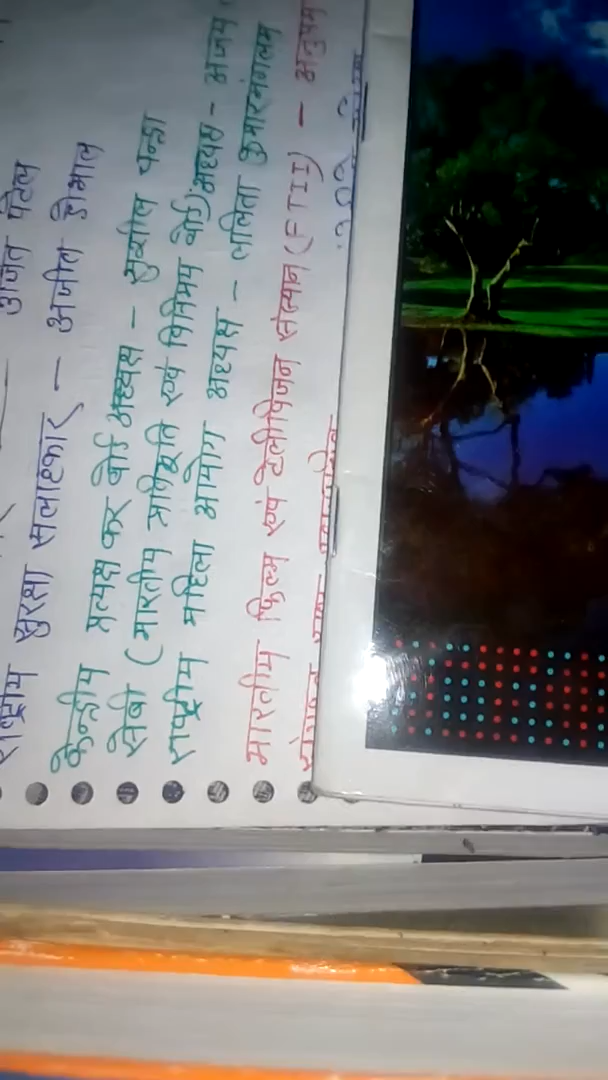 उर्जित पटेल
राष्ट्रीय सुरक्षा सलाहकार – अजीत डोभाल
केन्द्रीय प्रत्यक्ष कर बोर्ड अध्यक्ष – सुशील चन्द्रा
सेबी (भारतीय प्रतिभूति एवं विनिमय बोर्ड) अध्यक्ष – अजय
राष्ट्रीय महिला आयोग अध्यक्ष – ललिता कुमारमंगलम
भारतीय फिल्म एवं टेलीविजन संस्थान (FTII) – अनुपम